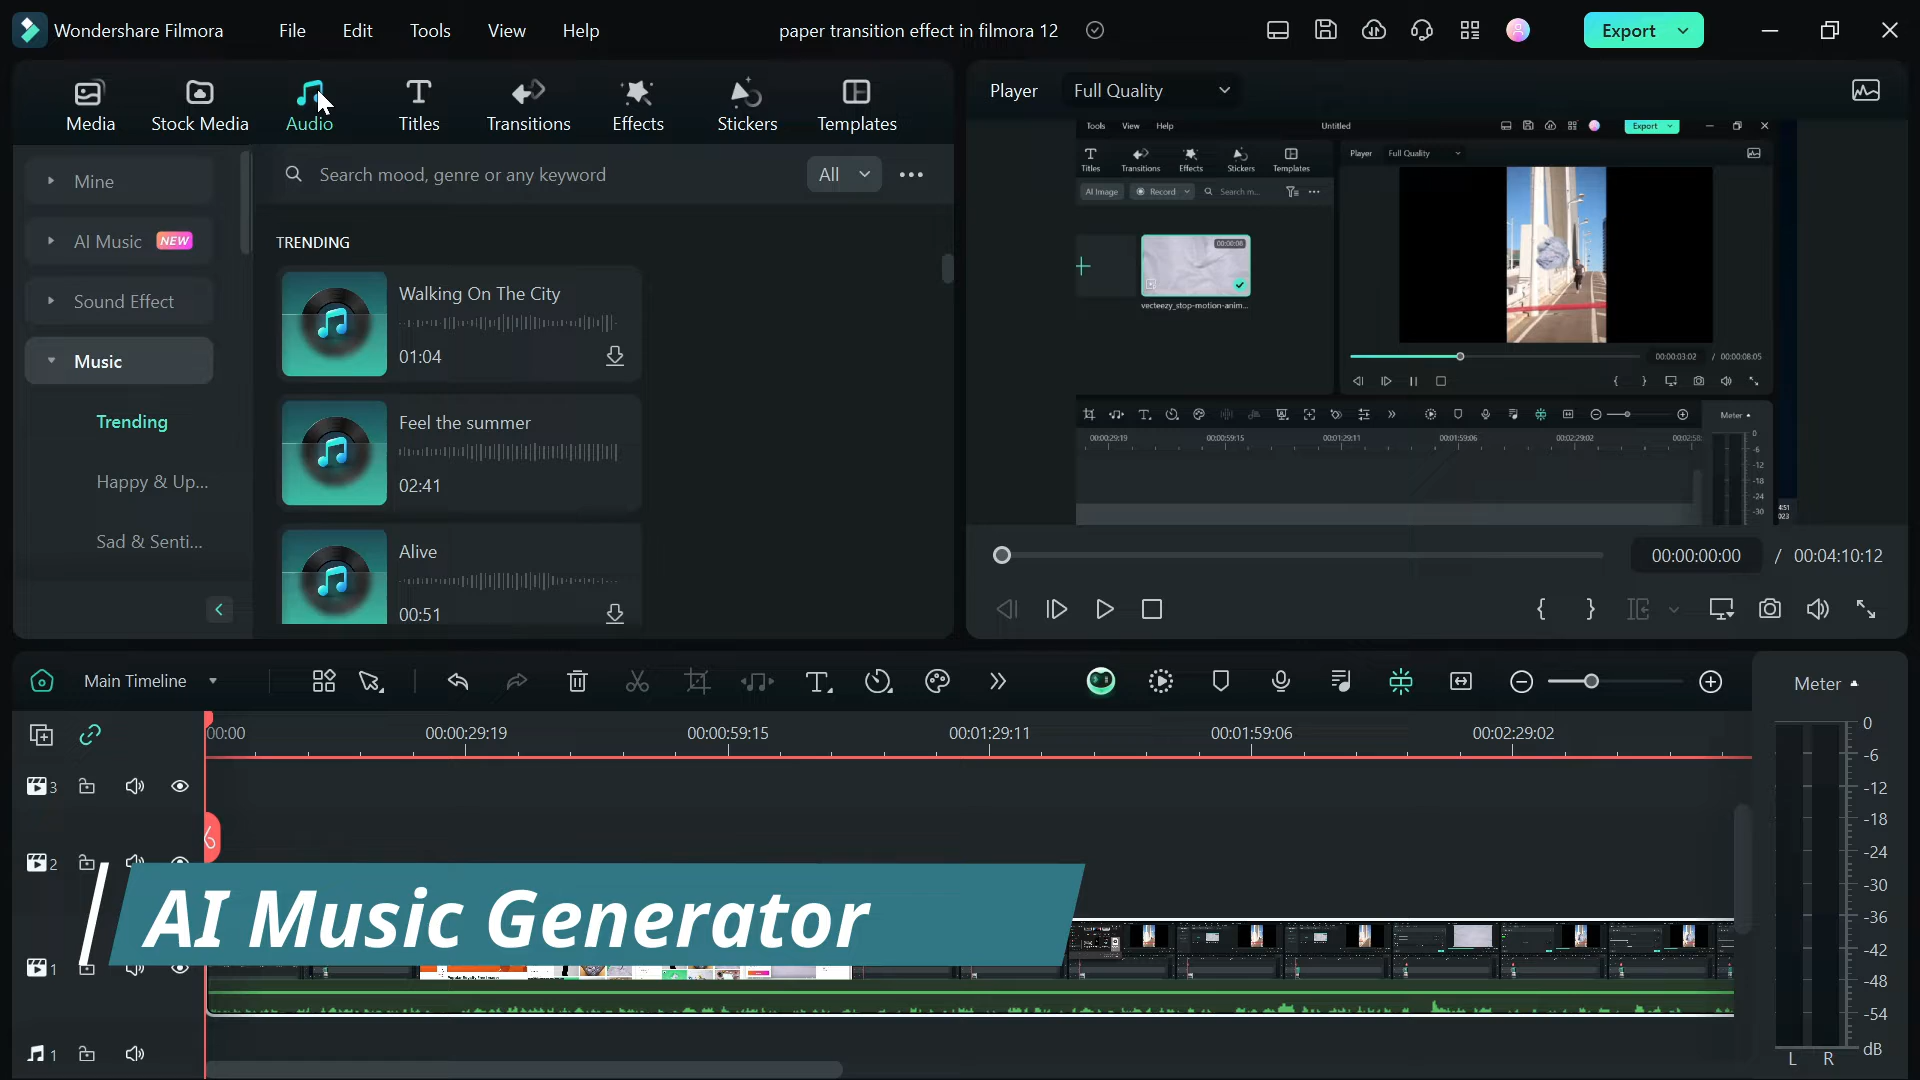 Wondershare Filmora
File
Edit
Tools
View
Help
paper transition effect in filmora 12
Export
Media
Stock Media
Audio
Titles
Transitions
Effects
Stickers
Templates
Player
Full Quality
Mine
AI Music NEW
Sound Effect
Music
Trending
Happy & Up...
Sad & Senti...
Search mood, genre or any keyword
All
TRENDING
Walking On The City
01:04
Feel the summer
02:41
Alive
00:51
Tools
View
Help
Untitled
Export
Titles
Transitions
Effects
Stickers
Templates
Player
Full Quality
AI Image
Record
Search m...
00:00:08
vecteezy_stop-motion-anim...
00:00:03:02
/ 00:00:08:05
Meter
00:00:29:19
00:00:59:15
00:01:29:11
00:01:59:06
00:02:29:02
00:02:58:
0
-6
-12
-18
-24
-30
4:51
023
00:00:00:00
/ 00:04:10:12
Main Timeline
Meter
00:00
00:00:29:19
00:00:59:15
00:01:29:11
00:01:59:06
00:02:29:02
3
2
1
1
AI Music Generator
0
-6
-12
-18
-24
-30
-36
-42
-48
-54
dB
L
R